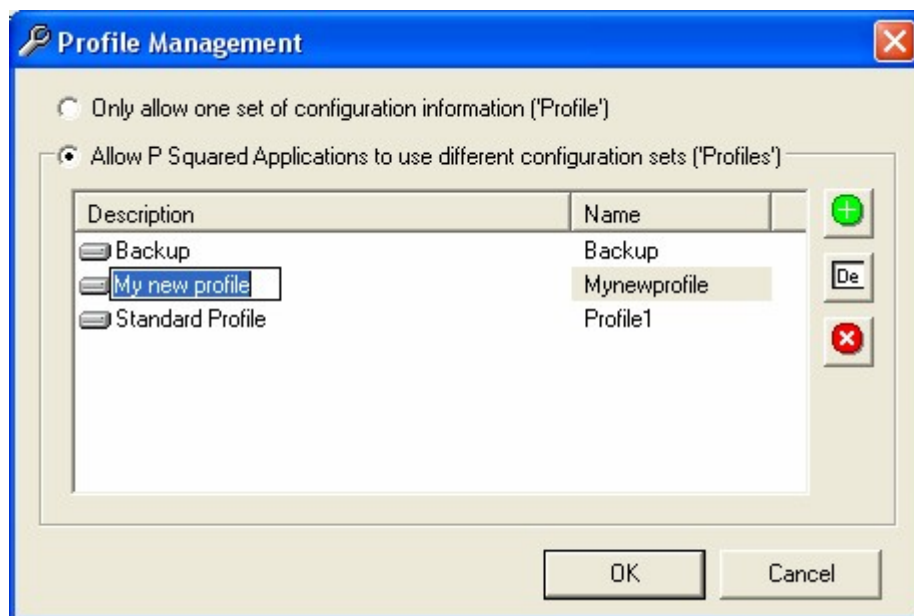 Profile Management
Only allow one set of configuration information ('Profile')
Allow P Squared Applications to use different configuration sets ('Profiles')
Description Name
Backup Backup
My new profile Mynewprofile
Standard Profile Profile1
De
OK Cancel